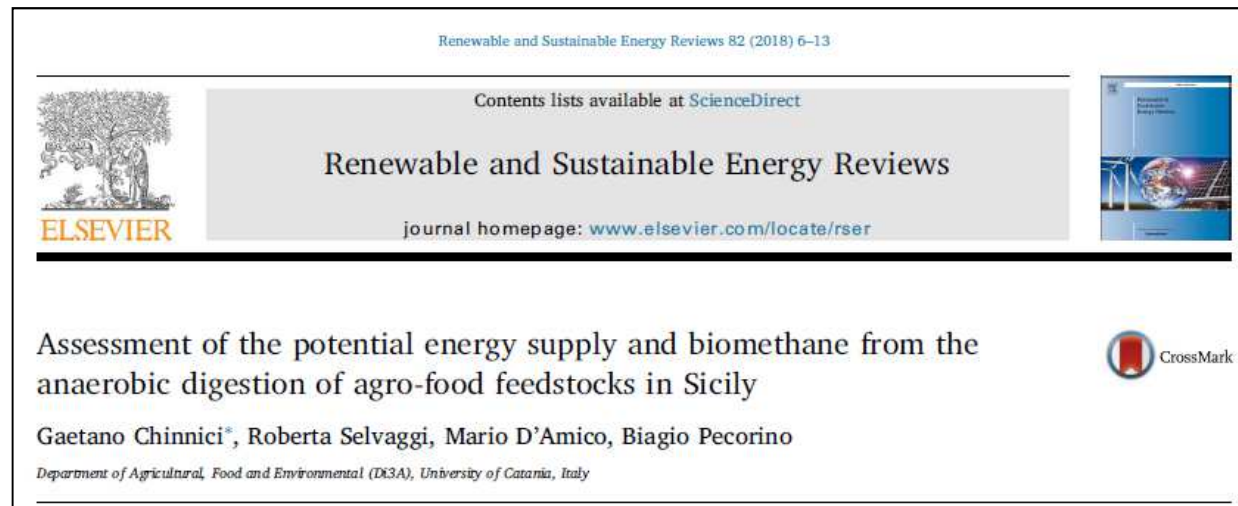 Renewable and Sustainable Energy Reviews 82 (2018) 6–13
Contents lists available at ScienceDirect
Renewable and Sustainable Energy Reviews
journal homepage: www.elsevier.com/locate/rser
ELSEVIER
Assessment of the potential energy supply and biomethane from the
anaerobic digestion of agro-food feedstocks in Sicily
CrossMark
Gaetano Chinnici*, Roberta Selvaggi, Mario D'Amico, Biagio Pecorino
Department of Agricultural, Food and Environmental (Di3A), University of Catania, Italy